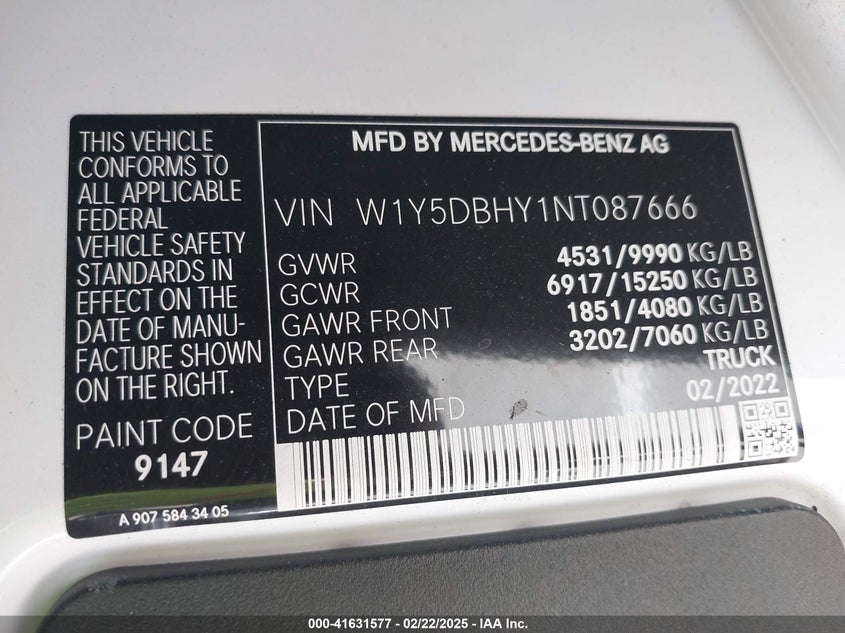 THIS VEHICLE
CONFORMS TO
ALL APPLICABLE
FEDERAL
VEHICLE SAFETY
STANDARDS IN
EFFECT ON THE
DATE OF MANU-
FACTURE SHOWN
ON THE RIGHT.
PAINT CODE
9147
A 907 584 34 05
MFD BY MERCEDES-BENZ AG
VIN W1Y5DBHY1NT087666
GVWR 4531/9990 KG/LB
GCWR 6917/15250 KG/LB
GAWR FRONT 1851/4080 KG/LB
GAWR REAR 3202/7060 KG/LB
TYPE TRUCK
DATE OF MFD 02/2022
000-41631577 - 02/22/2025 - IAA Inc.